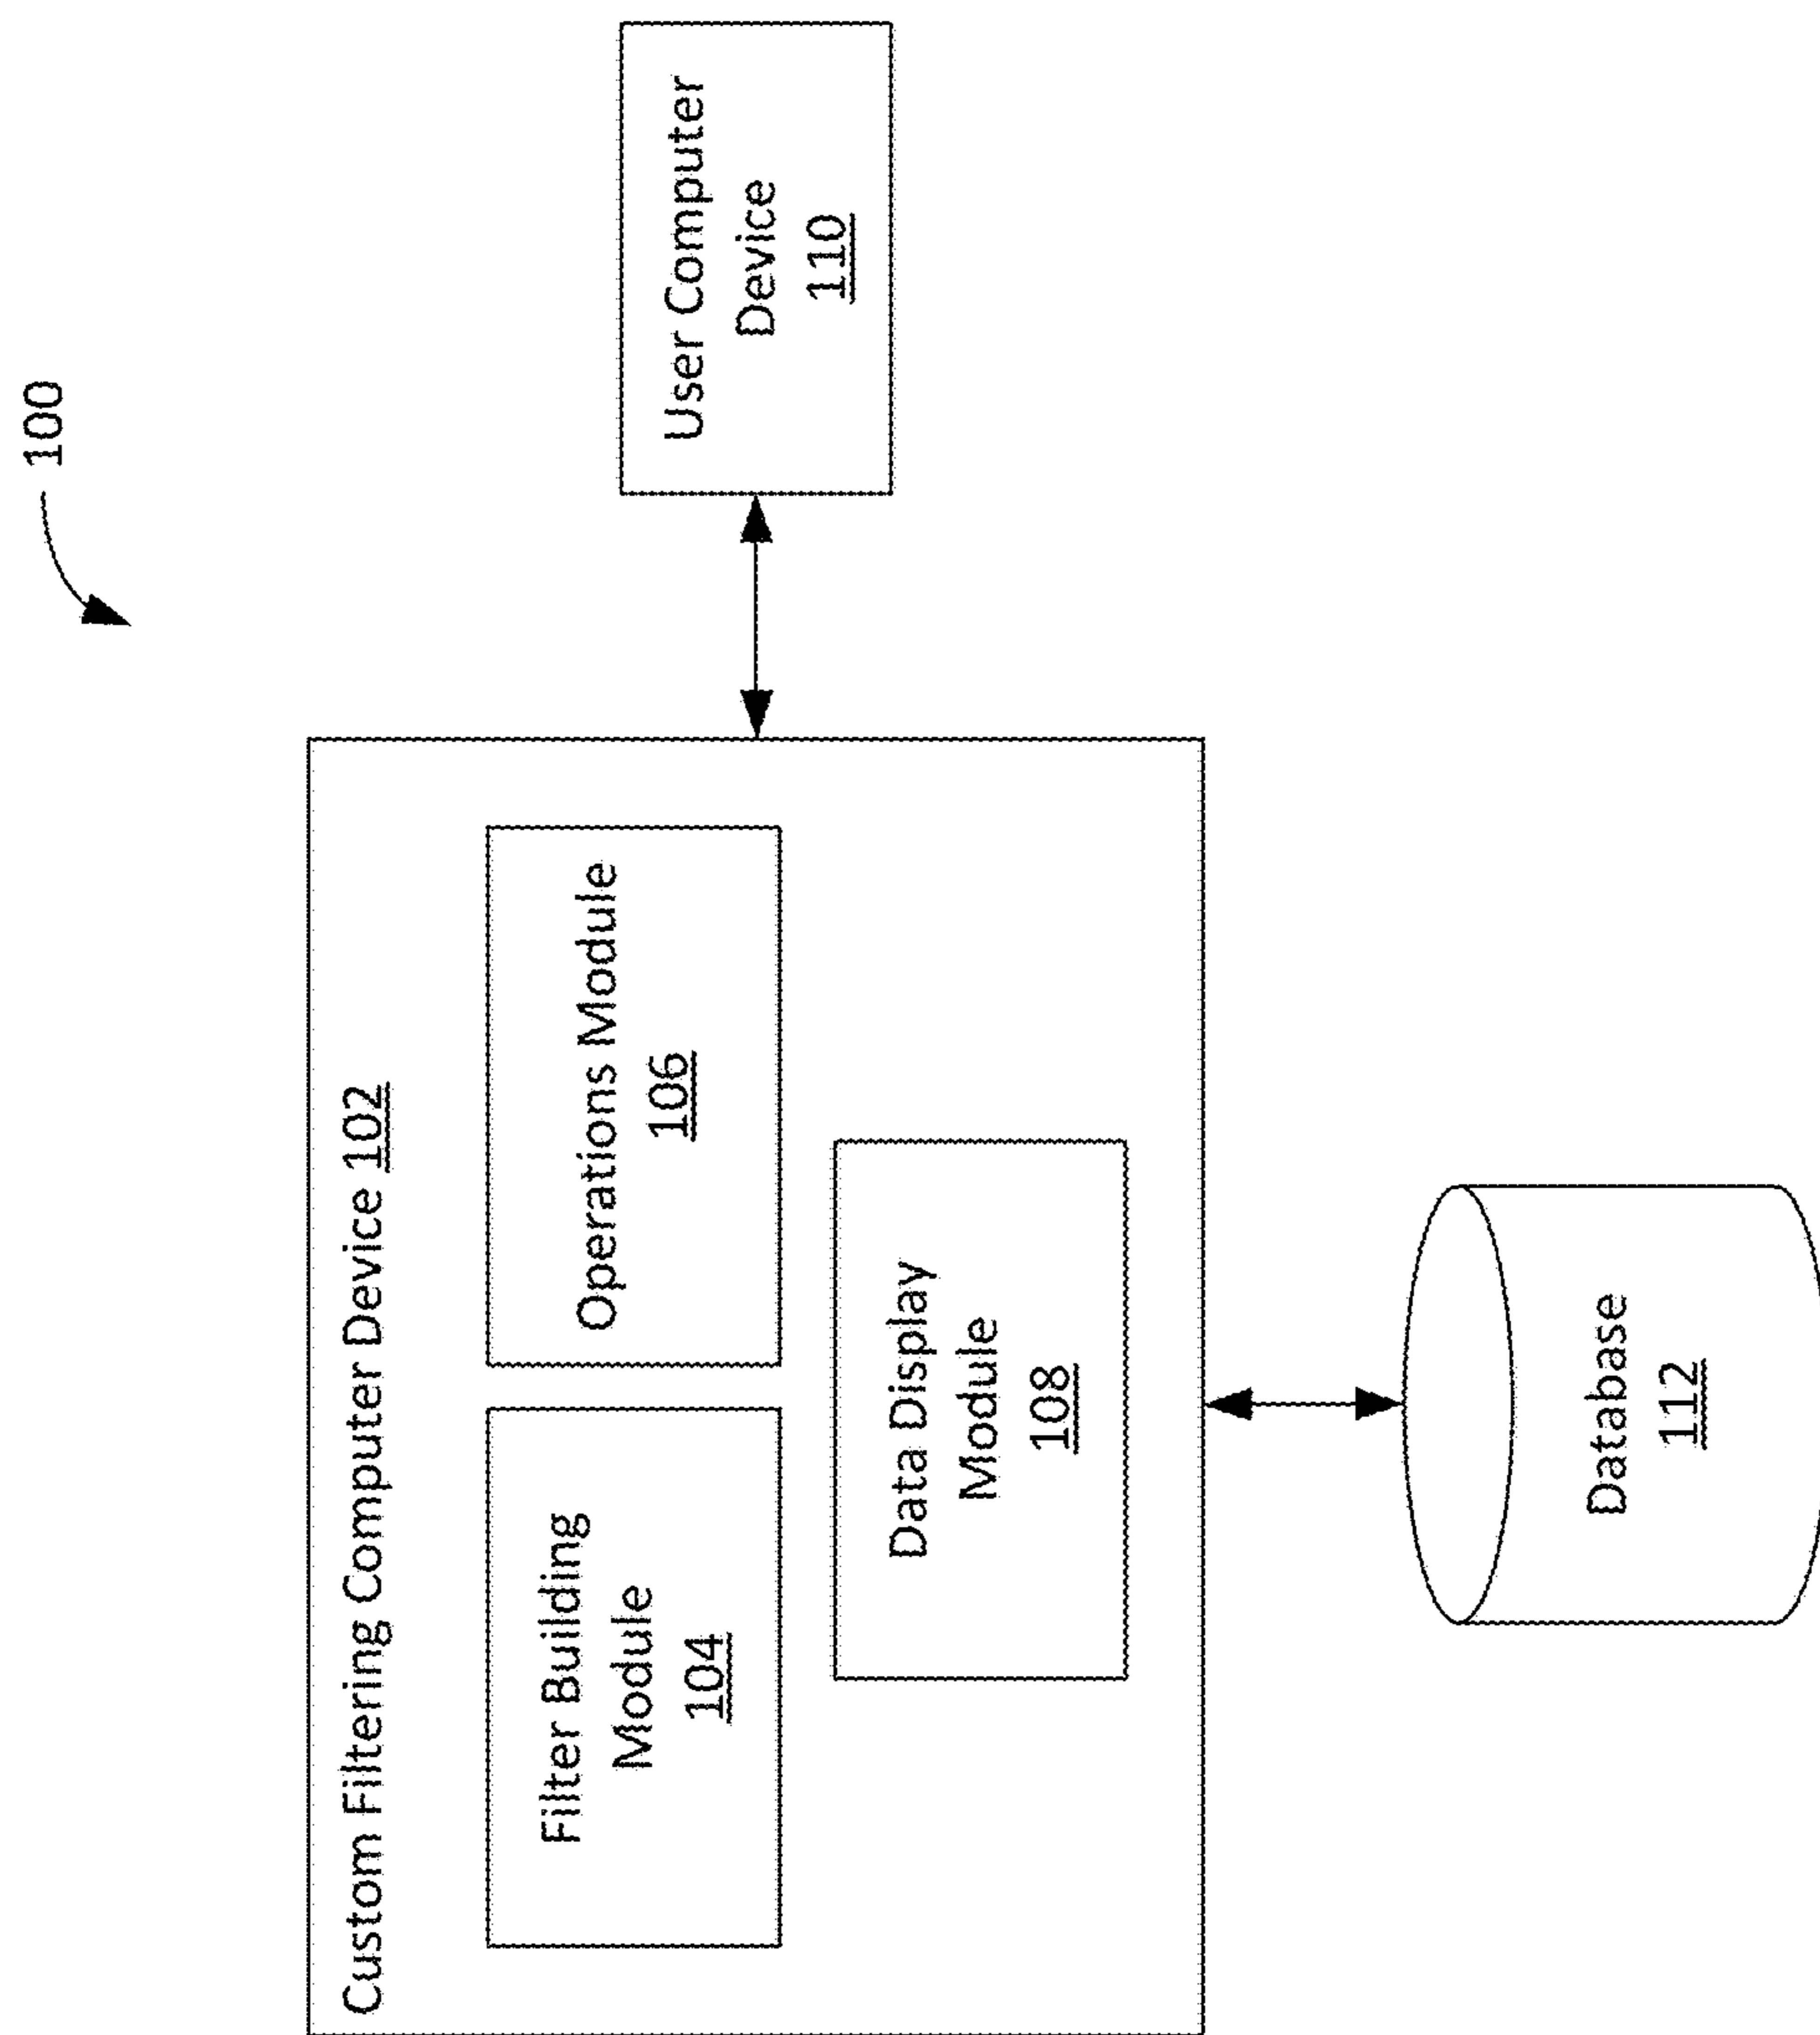 100
Custom Filtering Computer Device 102
Filter Building
Module
104
Operations Module
106
Data Display
Module
108
User Computer
Device
110
Database
112